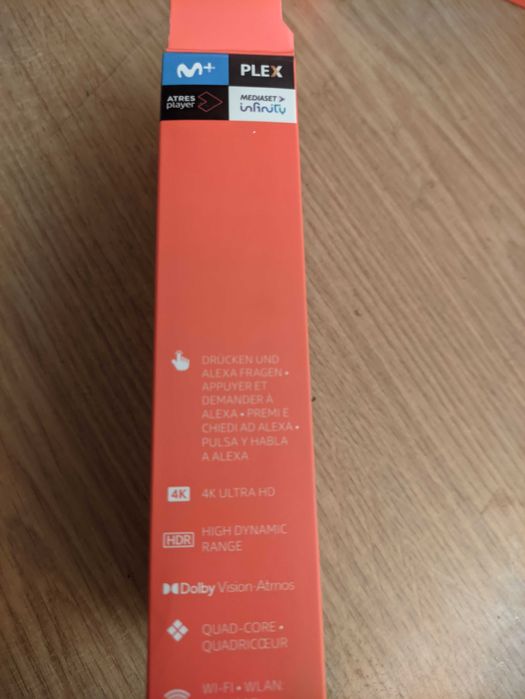 M+
PLEX
ATRES
player
MEDIASET
infinity
DRÜCKEN UND
ALEXA FRAGEN •
APPUYER ET
DEMANDER À
ALEXA • PREMI E
CHIEDI AD ALEXA •
PULSA Y HABLA
A ALEXA
4K 4K ULTRA HD
HDR HIGH DYNAMIC
RANGE
Dolby Vision·Atmos
QUAD-CORE •
QUADRICŒUR
WI-FI • WLAN: